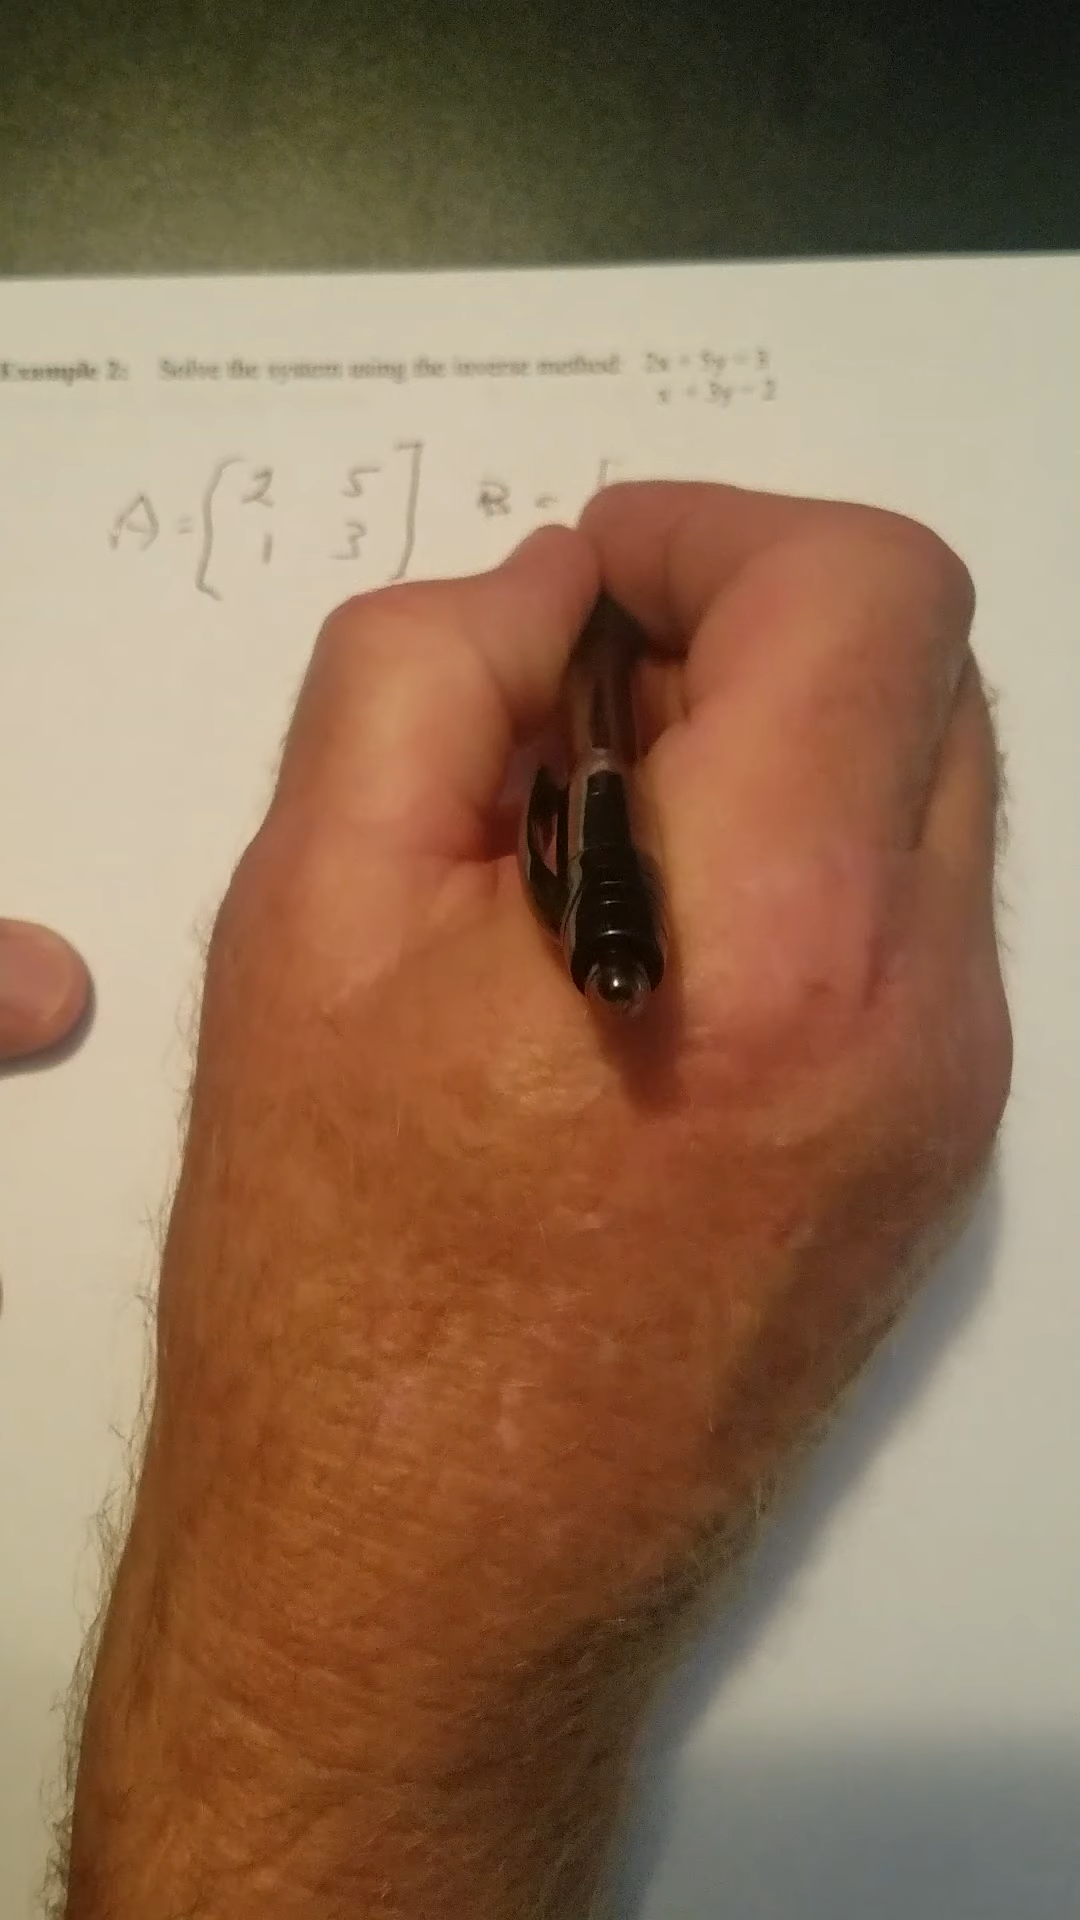 Example 2: Solve the system using the inverse method: 2x + 5y = 3
x + 3y = 2
A = [ 2 5 B = [
1 3 ]